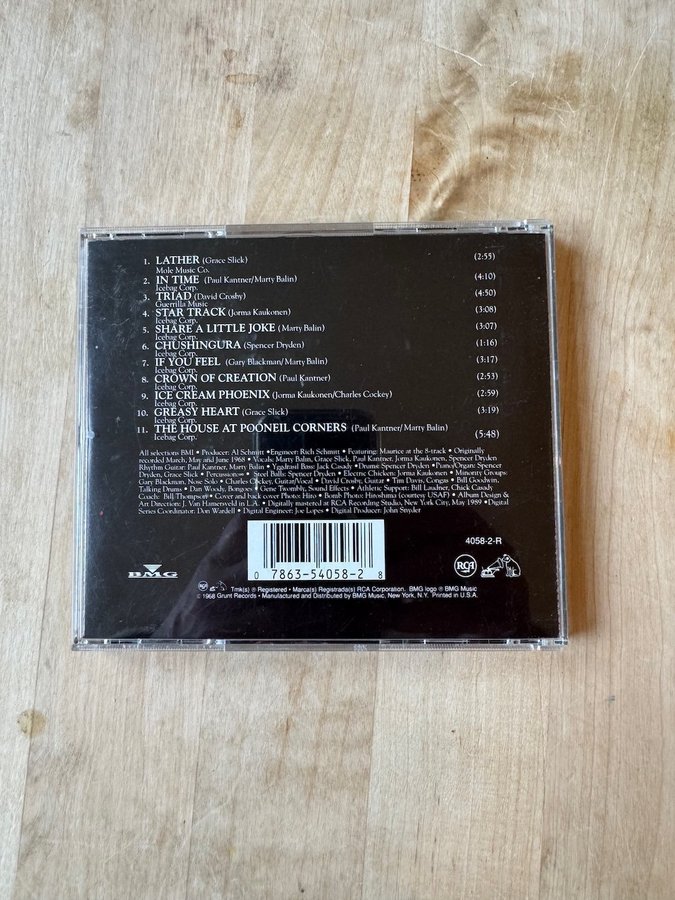 1. LATHER (Grace Slick) (2:55)
Mole Music Co.
2. IN TIME (Paul Kantner/Marty Balin) (4:10)
Icebag Corp.
3. TRIAD (David Crosby) (4:50)
Guerrilla Music
4. STAR TRACK (Jorma Kaukonen) (3:08)
Icebag Corp.
5. SHARE A LITTLE JOKE (Marty Balin) (3:07)
Icebag Corp.
6. CHUSHINGURA (Spencer Dryden) (1:16)
Icebag Corp.
7. IF YOU FEEL (Gary Blackman/Marty Balin) (3:17)
Icebag Corp.
8. CROWN OF CREATION (Paul Kantner) (2:53)
Icebag Corp.
9. ICE CREAM PHOENIX (Jorma Kaukonen/Charles Cockey) (2:59)
Icebag Corp.
10. GREASY HEART (Grace Slick) (3:19)
Icebag Corp.
11. THE HOUSE AT POONEIL CORNERS (Paul Kantner/Marty Balin) (5:48)
Icebag Corp.
All selections BMI • Producer: Al Schmitt • Engineer: Rich Schmitt • Featuring: Maurice at the 8-track • Originally
recorded March, May and June 1968 • Vocals: Marty Balin, Grace Slick, Paul Kantner, Jorma Kaukonen, Spencer Dryden
Rhythm Guitar: Paul Kantner, Marty Balin • Yggdrasil Bass: Jack Casady • Drums: Spencer Dryden • Piano/Organ: Spencer
Dryden, Grace Slick • Percussion • Steel Balls: Spencer Dryden • Electric Chicken: Jorma Kaukonen • Minority Groups:
Gary Blackman, Nose Solo • Charles Cockey, Guitar/Vocal • David Crosby, Guitar • Tim Davis, Congas • Bill Goodwin,
Talking Drums • Dan Woody, Bongoes • Gene Twombly, Sound Effects • Athletic Support: Bill Laudner, Chick Casady
Coach: Bill Thompson • Cover and back cover Photo: Hiro • Bomb Photo: Hiroshima (courtesy USAF) • Album Design &
Art Direction: J. Van Hamersveld in L.A. • Digitally mastered at RCA Recording Studio, New York City, May 1989 • Digital
Series Coordinator: Don Wardell • Digital Engineer: Joe Lopes • Digital Producer: John Snyder
4058-2-R
BMG
0 7863-54058-2 8
RCA
Tmk(s) ® Registered • Marca(s) Registrada(s) RCA Corporation. BMG logo ® BMG Music
© 1968 Grunt Records • Manufactured and Distributed by BMG Music, New York, N.Y. Printed in U.S.A.